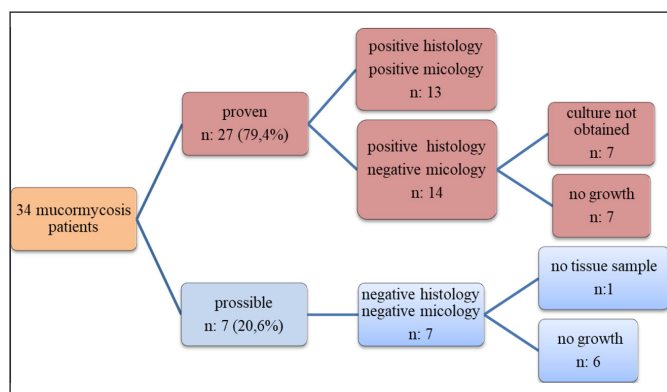 34 mucormycosis
patients
proven
n: 27 (79,4%)
positive histology
positive micology
n: 13
positive histology
negative micology
n: 14
culture not
obtained
n: 7
no growth
n: 7
prossible
n: 7 (20,6%)
negative histology
negative micology
n: 7
no tissue sample
n:1
no growth
n: 6